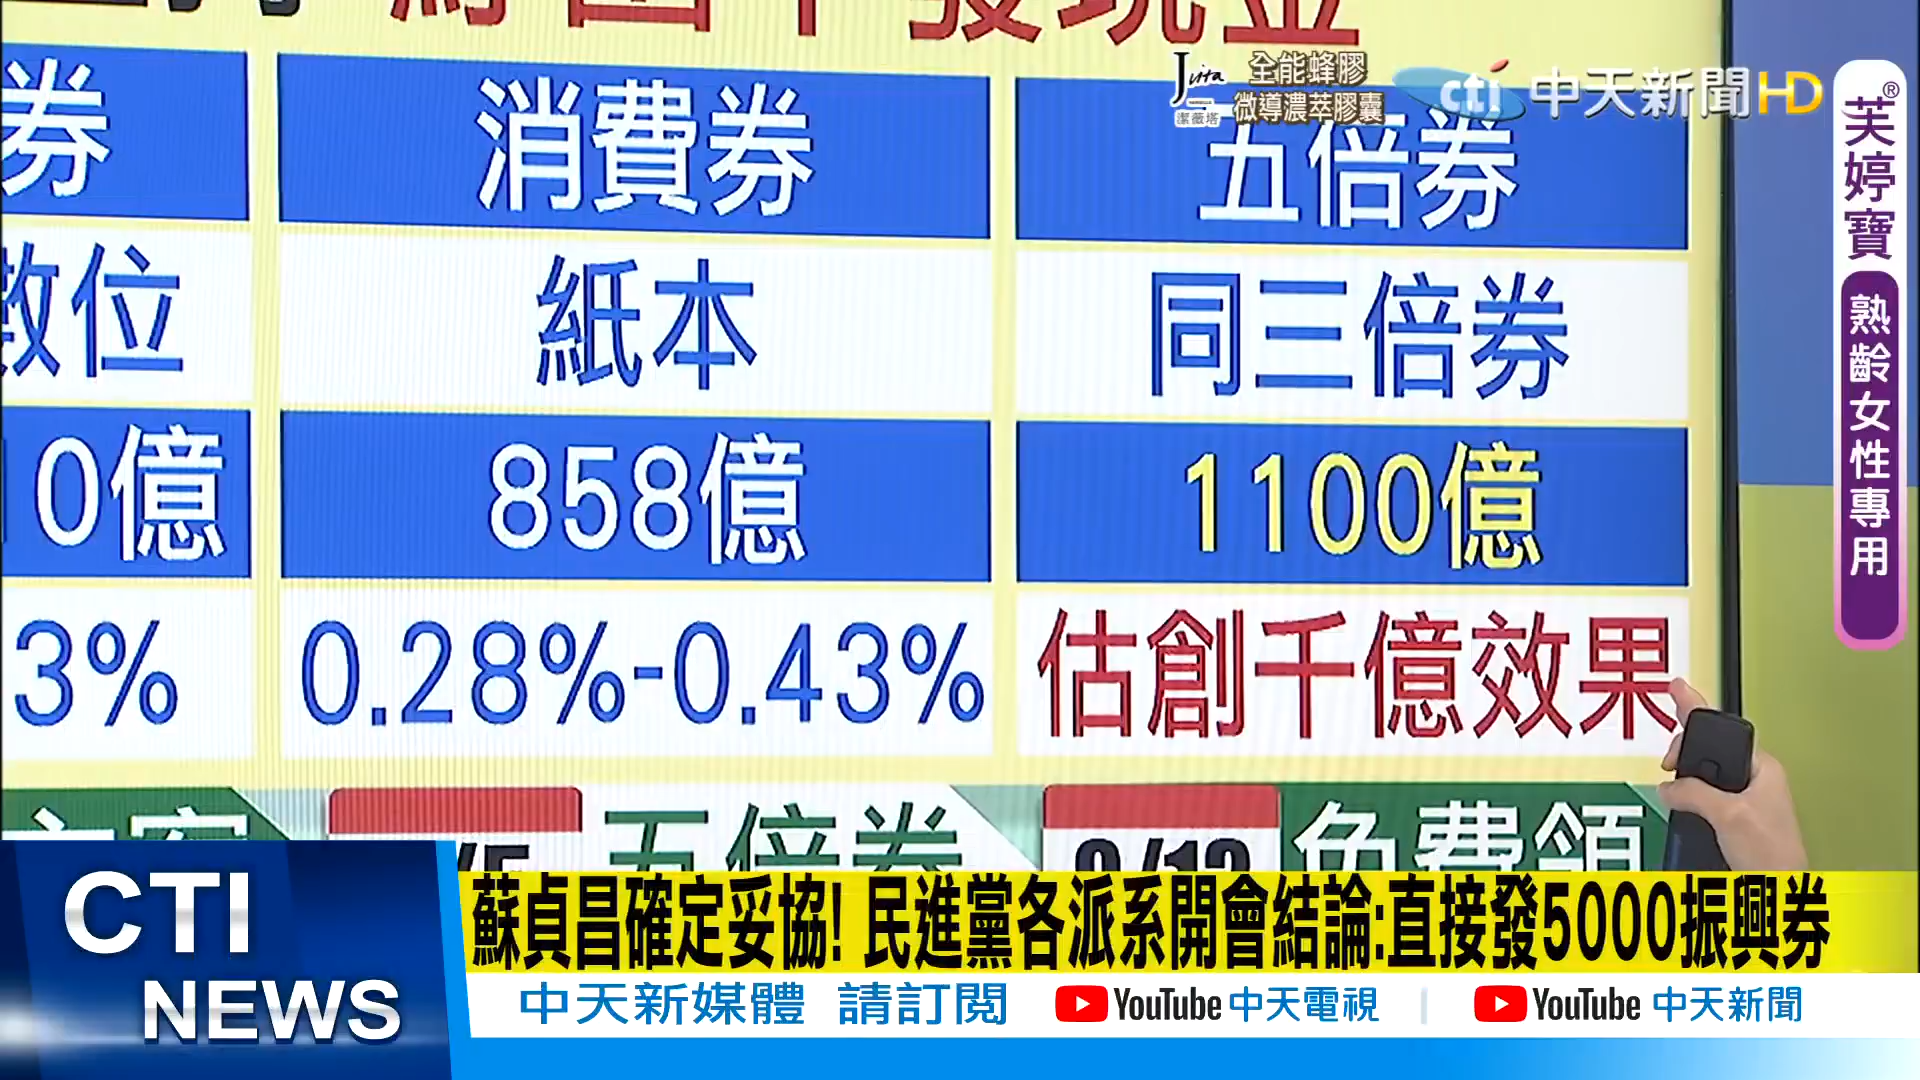 發現金
Jvita
潔薇塔
全能蜂膠
微導濃萃膠囊
cti 中天新聞HD
芙婷寶®
熟齡女性專用
券 消費券 五倍券
數位 紙本 同三倍券
0億 858億 1100億
3% 0.28%-0.43% 估創千億效果
五倍券 免費領
CTI
NEWS
蘇貞昌確定妥協! 民進黨各派系開會結論:直接發5000振興券
中天新媒體 請訂閱 YouTube 中天電視 | YouTube 中天新聞